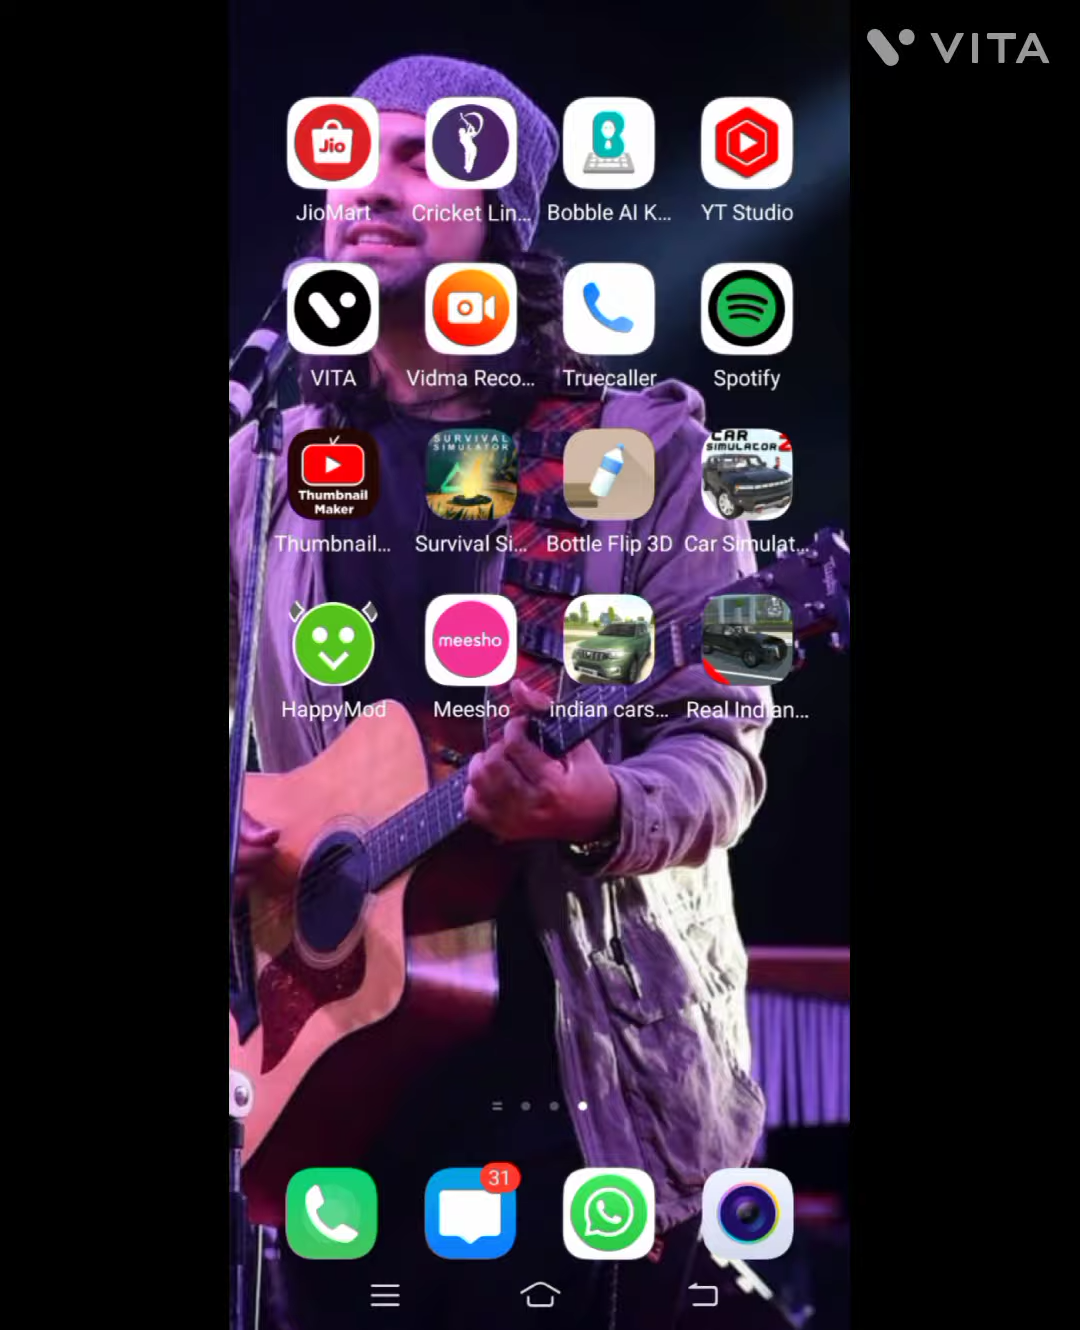 VITA
Jio
JioMart
Cricket Lin...
Bobble AI K...
YT Studio
VITA
Vidma Reco...
Truecaller
Spotify
Thumbnail
Maker
SURVIVAL
SIMULATOR
CAR
SIMULATOR 2
Thumbnail...
Survival Si...
Bottle Flip 3D
Car Simulat...
meesho
HappyMod
Meesho
indian cars...
Real Indian...
31